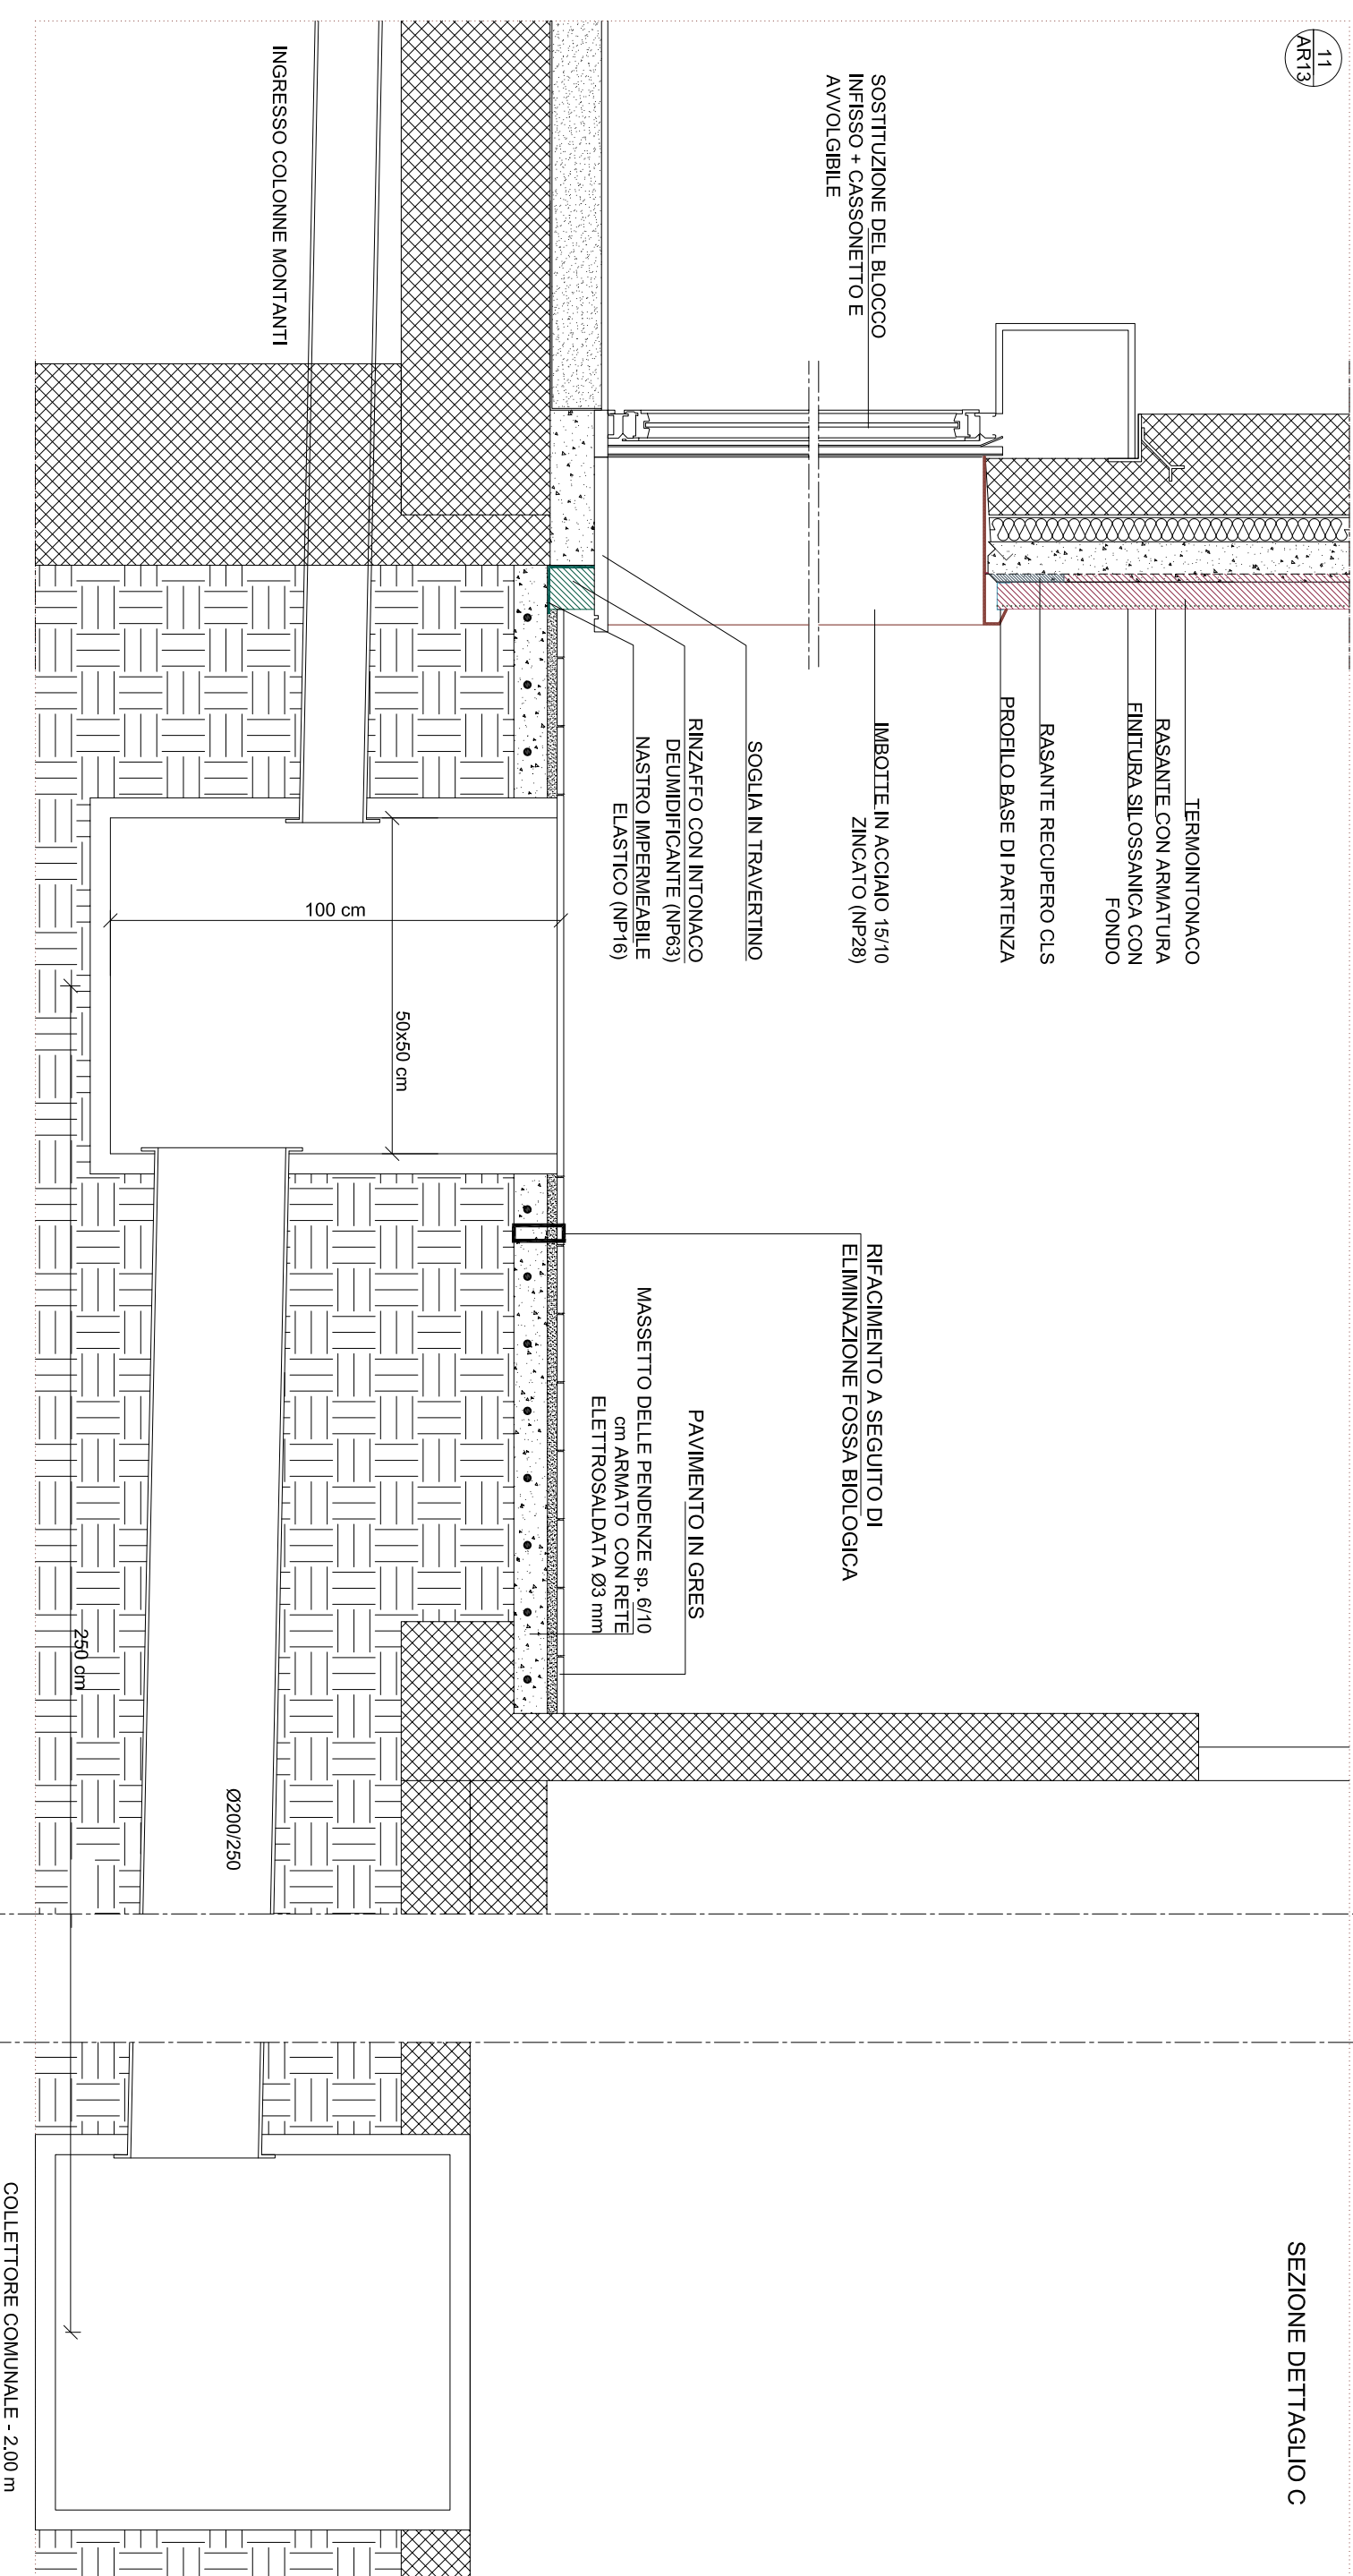 11
AR13
SEZIONE DETTAGLIO C
SOSTITUZIONE DEL BLOCCO
INFISSO + CASSONETTO E
AVVOLGIBILE
TERMOINTONACO
RASANTE CON ARMATURA
FINITURA SILOSSANICA CON
FONDO
RASANTE RECUPERO CLS
PROFILO BASE DI PARTENZA
IMBOTTE IN ACCIAIO 15/10
ZINCATO (NP28)
SOGLIA IN TRAVERTINO
RINZAFFO CON INTONACO
DEUMIDIFICANTE (NP63)
NASTRO IMPERMEABILE
ELASTICO (NP16)
RIFACIMENTO A SEGUITO DI
ELIMINAZIONE FOSSA BIOLOGICA
PAVIMENTO IN GRES
MASSETTO DELLE PENDENZE sp. 6/10
cm ARMATO CON RETE
ELETTROSALDATA Ø3 mm
INGRESSO COLONNE MONTANTI
100 cm
50x50 cm
Ø200/250
250 cm
COLLETTORE COMUNALE - 2.00 m